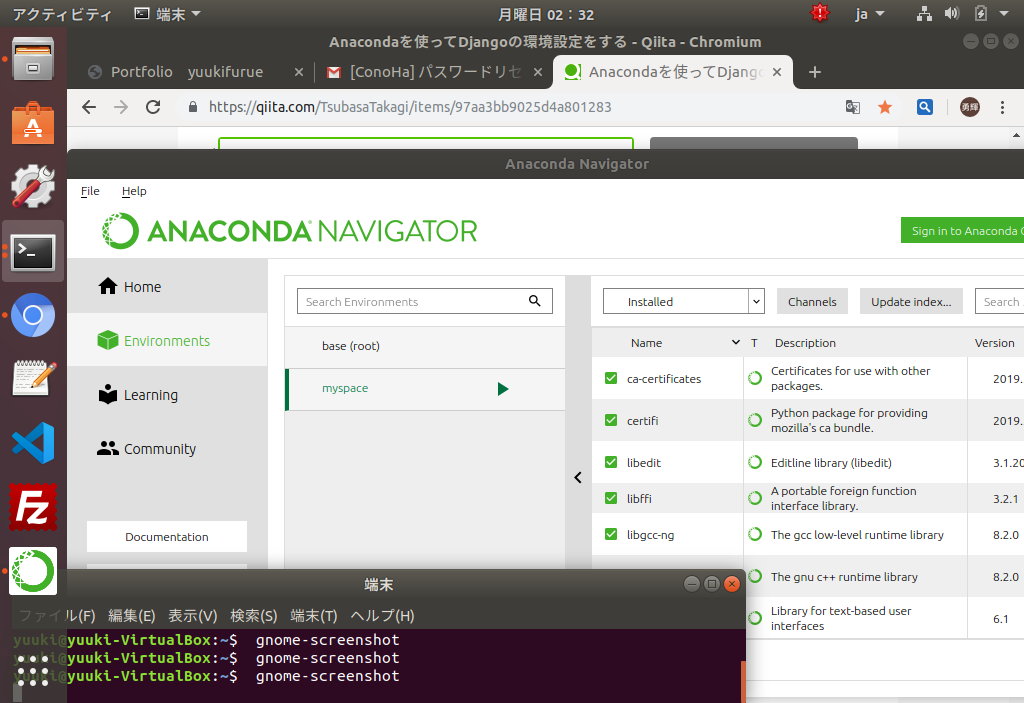 アクティビティ 端末 月曜日 02：32 ja
Anacondaを使ってDjangoの環境設定をする - Qiita - Chromium
Portfolio yuukifurue [ConoHa] パスワードリセ Anacondaを使ってDjango
https://qiita.com/TsubasaTakagi/items/97aa3bb9025d4a801283 勇輝
Anaconda Navigator
File Help
ANACONDA NAVIGATOR
Sign in to Anaconda C
Home
Environments
Learning
Community
Documentation
Search Environments
base (root)
myspace
Installed Channels Update index... Search
Name T Description Version
ca-certificates Certificates for use with other packages. 2019.
certifi Python package for providing mozilla's ca bundle. 2019.
libedit Editline library (libedit) 3.1.20
libffi A portable foreign function interface library. 3.2.1
libgcc-ng The gcc low-level runtime library 8.2.0
The gnu c++ runtime library 8.2.0
Library for text-based user interfaces 6.1
端末
ファイル(F) 編集(E) 表示(V) 検索(S) 端末(T) ヘルプ(H)
yuuki@yuuki-VirtualBox:~$ gnome-screenshot
yuuki@yuuki-VirtualBox:~$ gnome-screenshot
yuuki@yuuki-VirtualBox:~$ gnome-screenshot